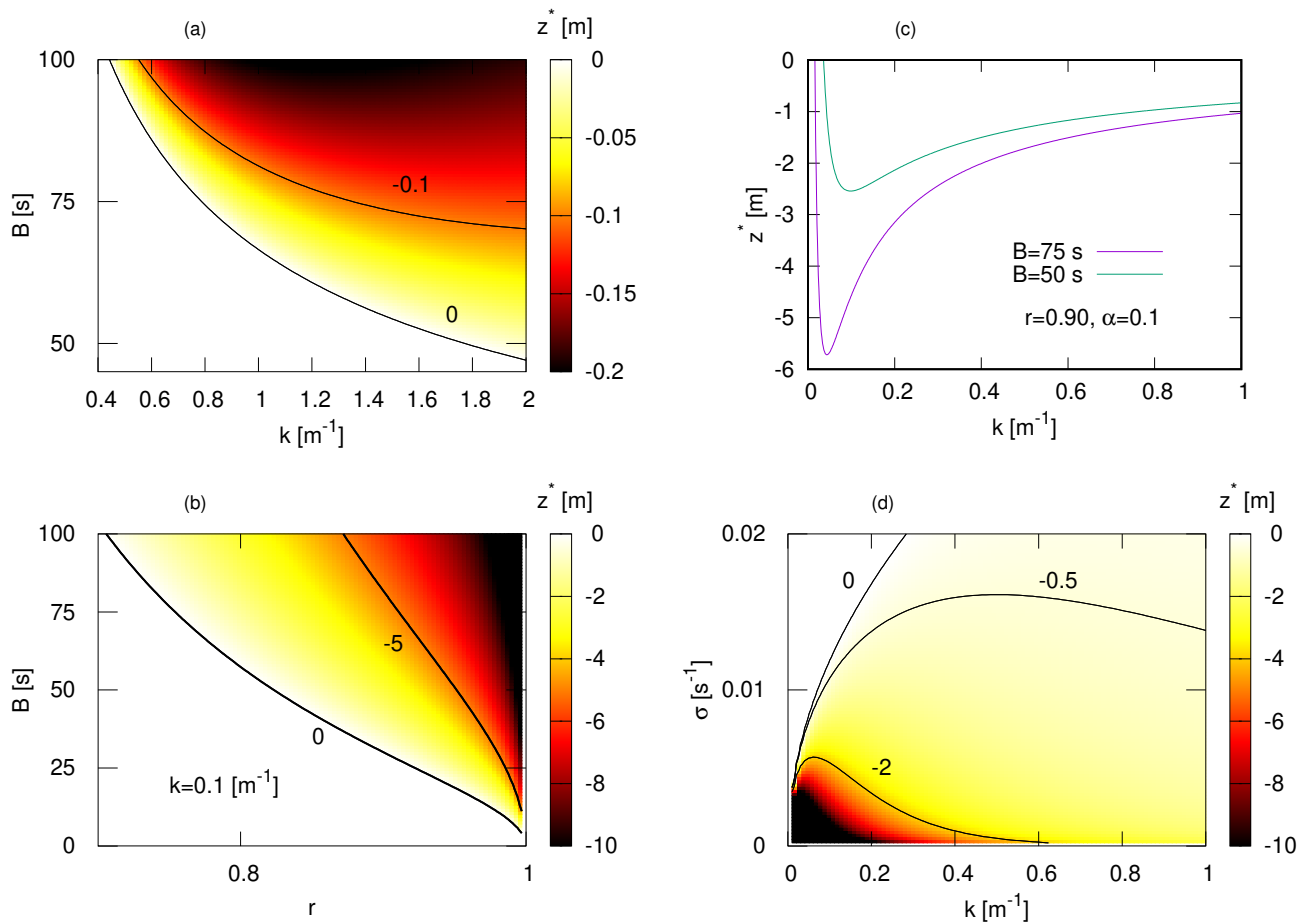 (a)
z* [m]
100
75
50
B [s]
-0.1
0
0.4 0.6 0.8 1 1.2 1.4 1.6 1.8 2
k [m⁻¹]
0
-0.05
-0.1
-0.15
-0.2
(c)
0
-1
-2
-3
-4
-5
-6
z* [m]
B=75 s
B=50 s
r=0.90, α=0.1
0 0.2 0.4 0.6 0.8 1
k [m⁻¹]
(b)
z* [m]
100
75
50
25
0
B [s]
-5
0
k=0.1 [m⁻¹]
0.8 1
r
0
-2
-4
-6
-8
-10
(d)
z* [m]
0.02
0.01
0
σ [s⁻¹]
0
-0.5
-2
0 0.2 0.4 0.6 0.8 1
k [m⁻¹]
0
-2
-4
-6
-8
-10